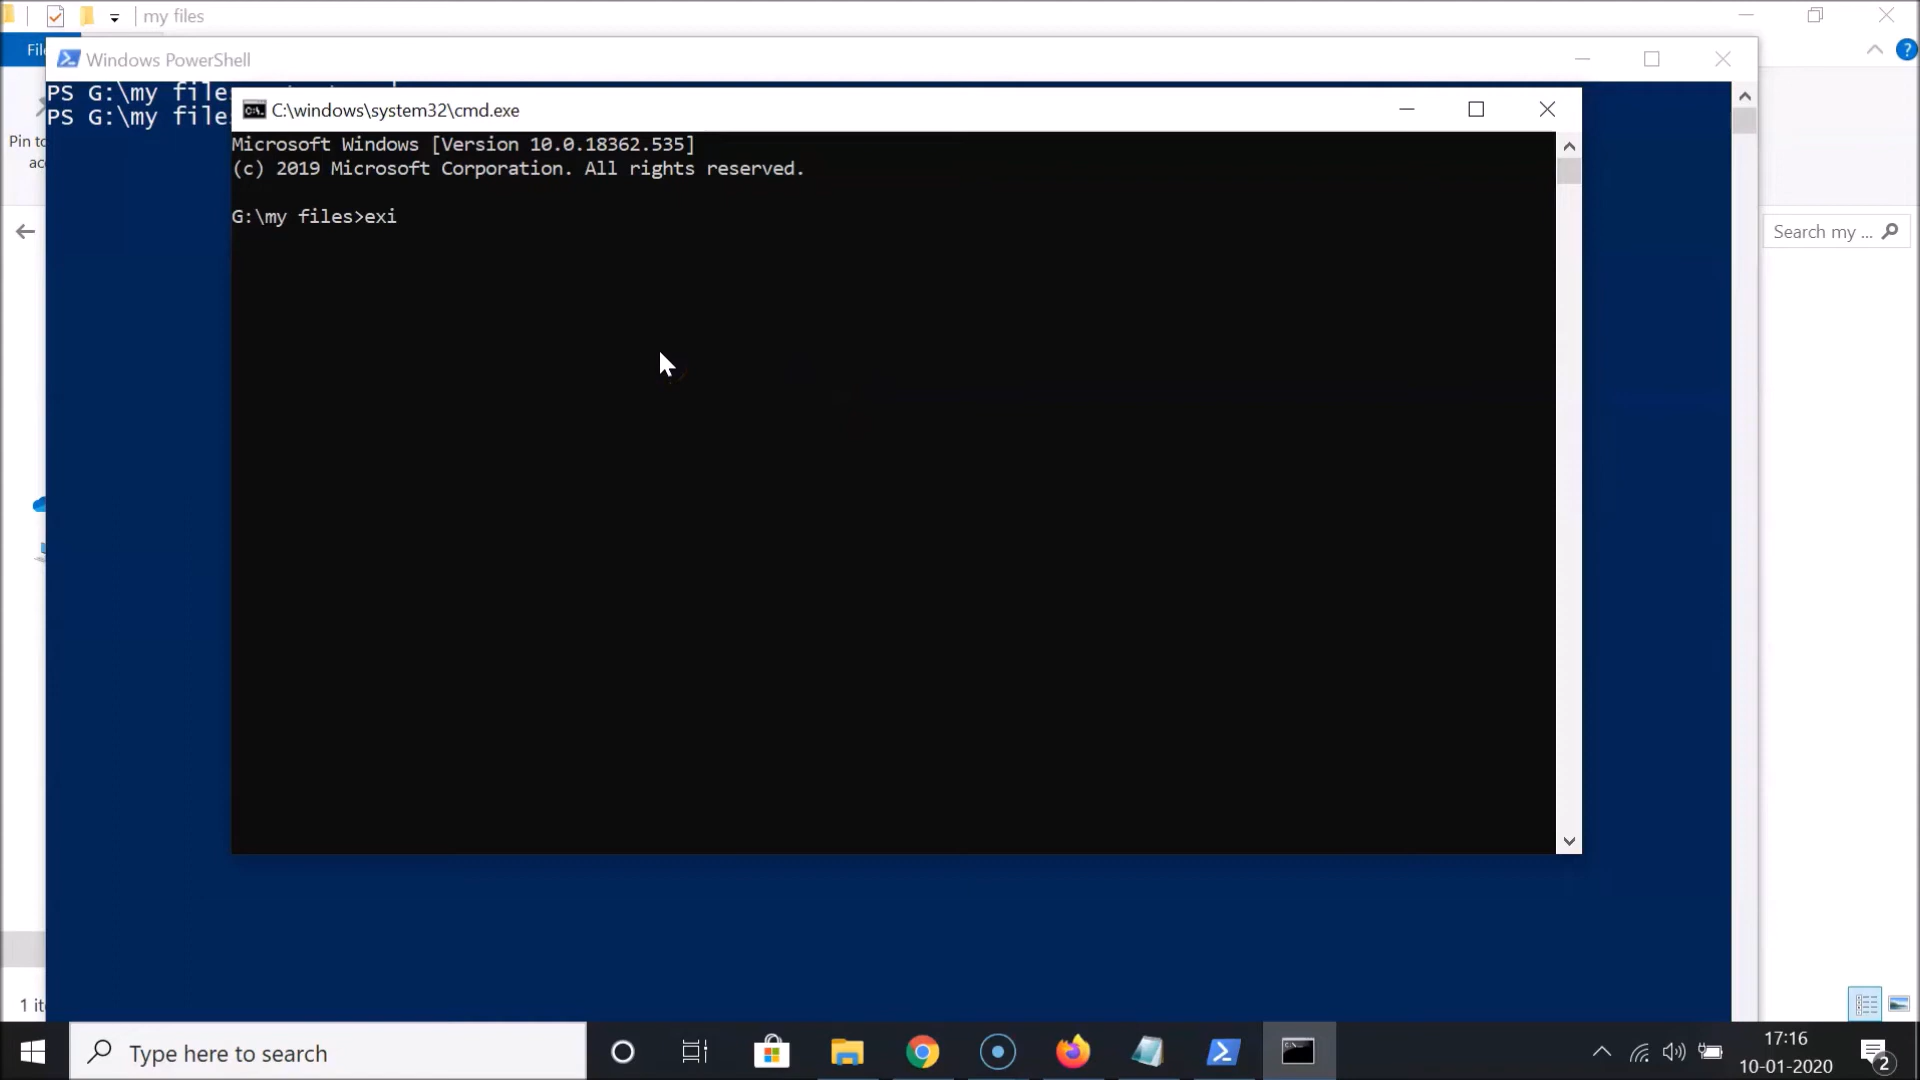 my files
File
Windows PowerShell
PS G:\my files
PS G:\my files
C:\windows\system32\cmd.exe
Pin to
Microsoft Windows [Version 10.0.18362.535]
(c) 2019 Microsoft Corporation. All rights reserved.
G:\my files>exi
Search my ...
1 it
Type here to search
17:16
10-01-2020
2